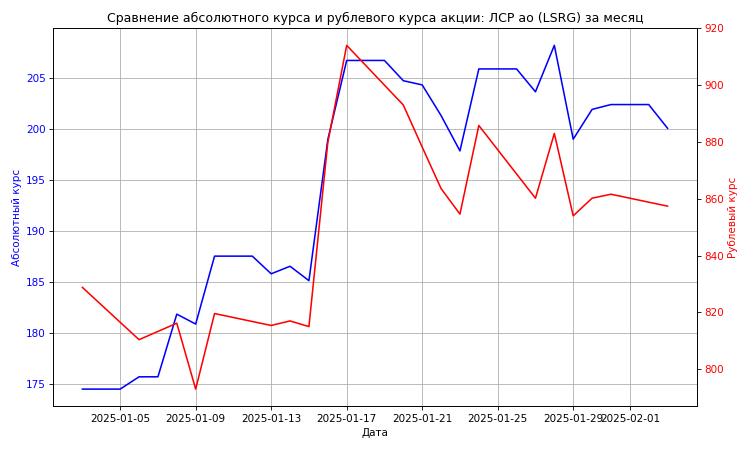 Сравнение абсолютного курса и рублевого курса акции: ЛСР ао (LSRG) за месяц
Абсолютный курс
205
200
195
190
185
180
175
920
900
880
860
840
820
800
Рублевый курс
2025-01-05 2025-01-09 2025-01-13 2025-01-17 2025-01-21 2025-01-25 2025-01-29 2025-02-01
Дата